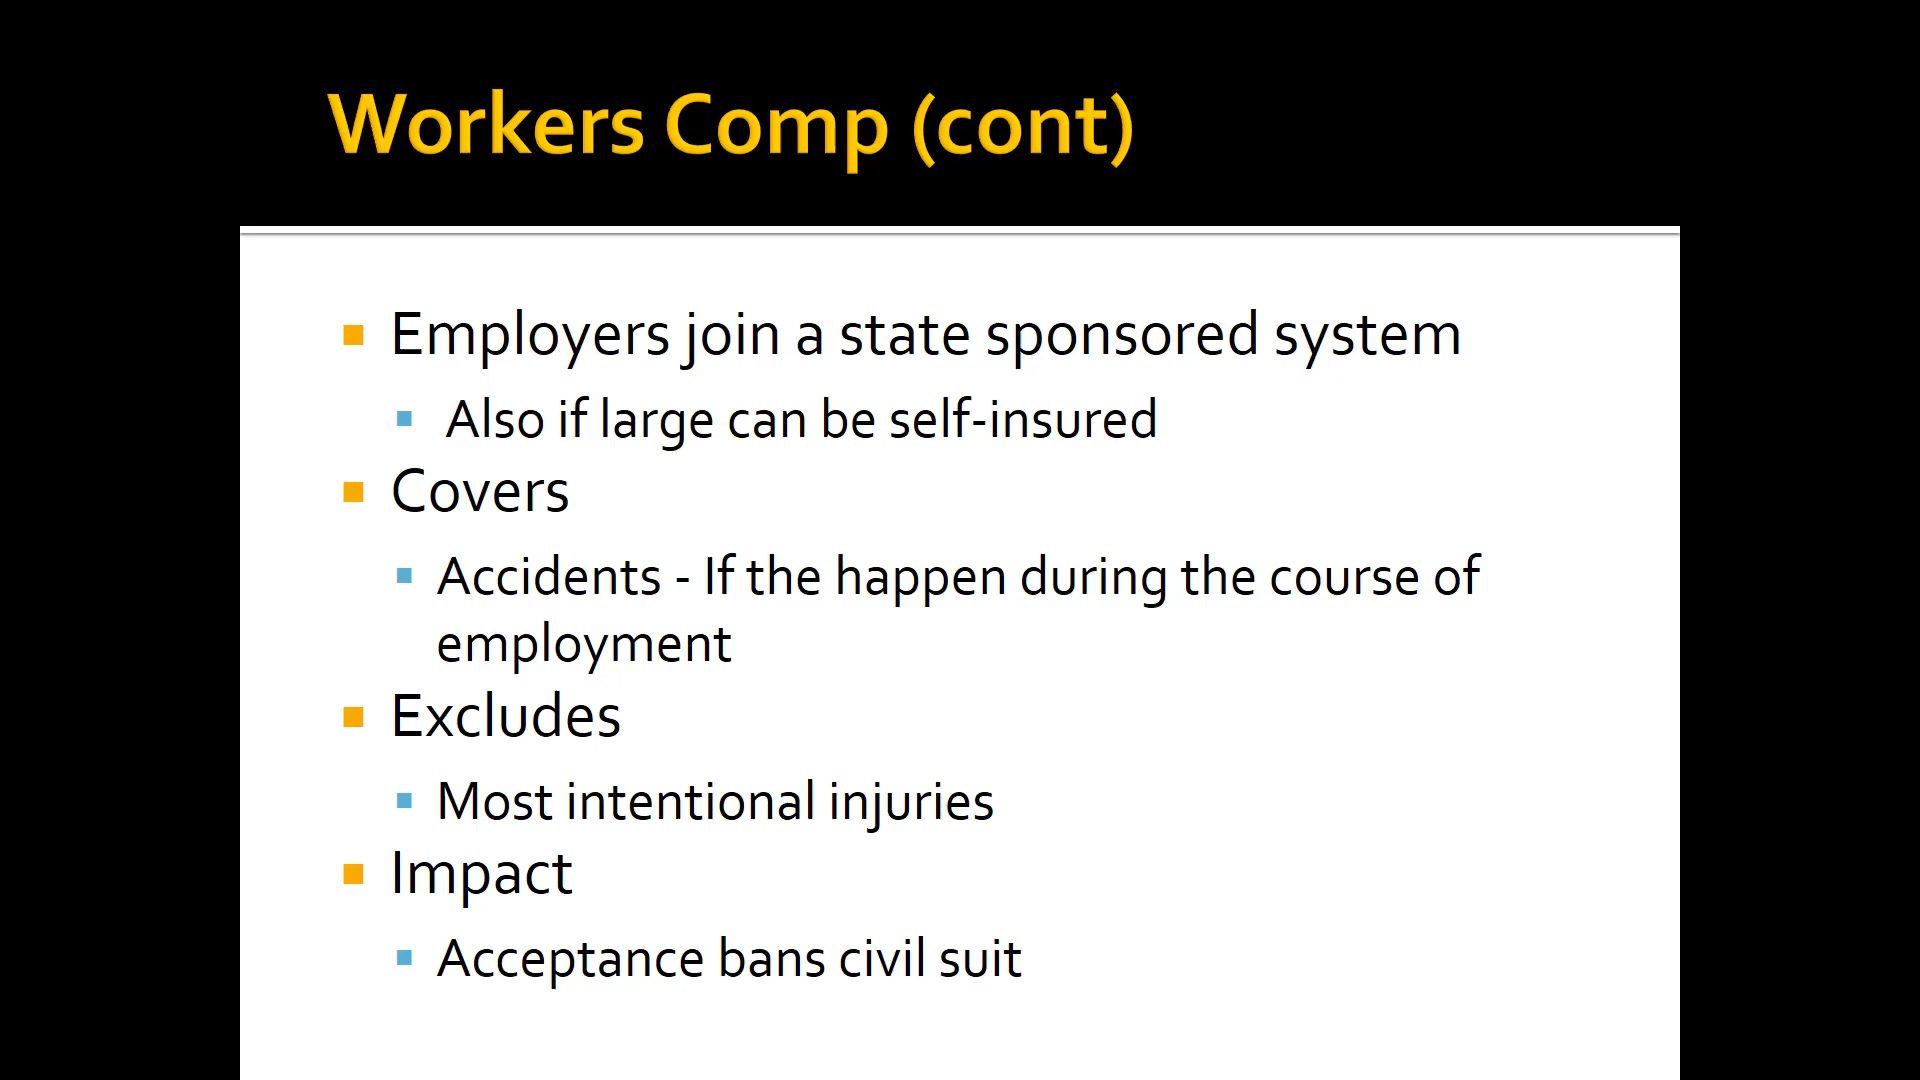 Workers Comp (cont)
Employers join a state sponsored system
Also if large can be self-insured
Covers
Accidents - If the happen during the course of
employment
Excludes
Most intentional injuries
Impact
Acceptance bans civil suit